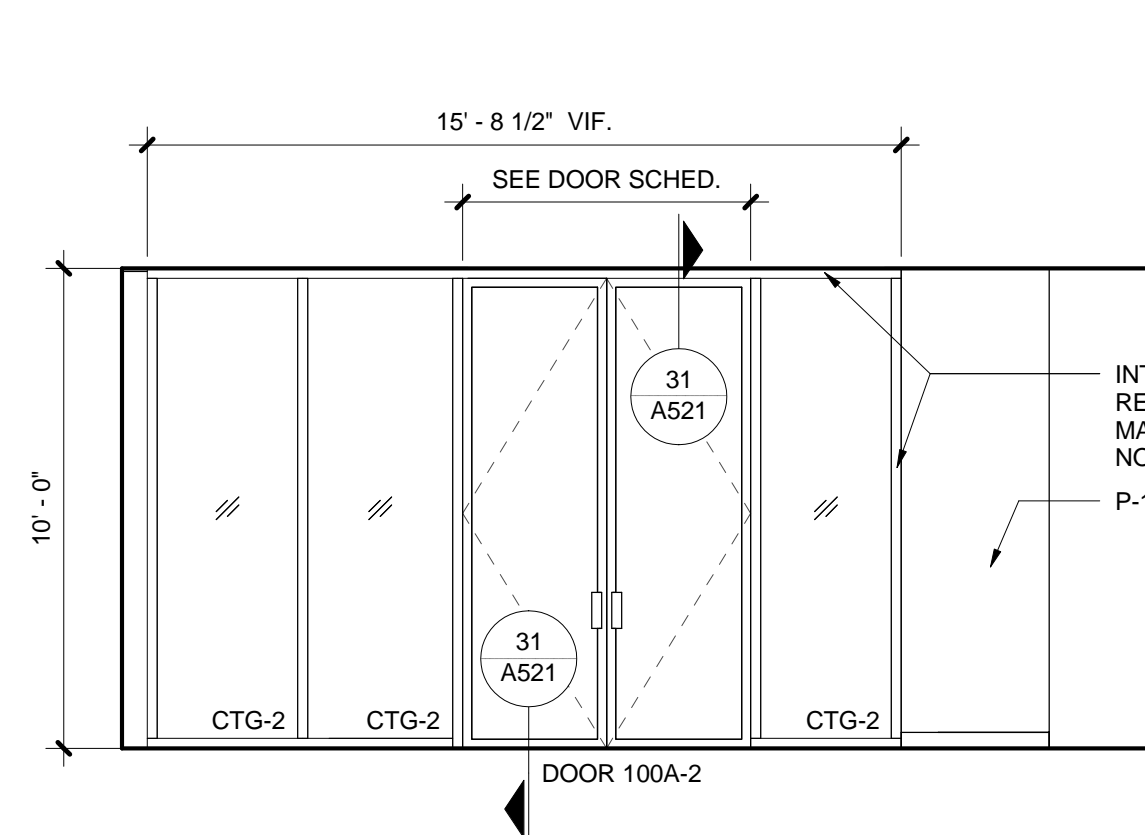 15' - 8 1/2" VIF.
SEE DOOR SCHED.
31
A521
10' - 0"
31
A521
CTG-2
CTG-2
CTG-2
DOOR 100A-2